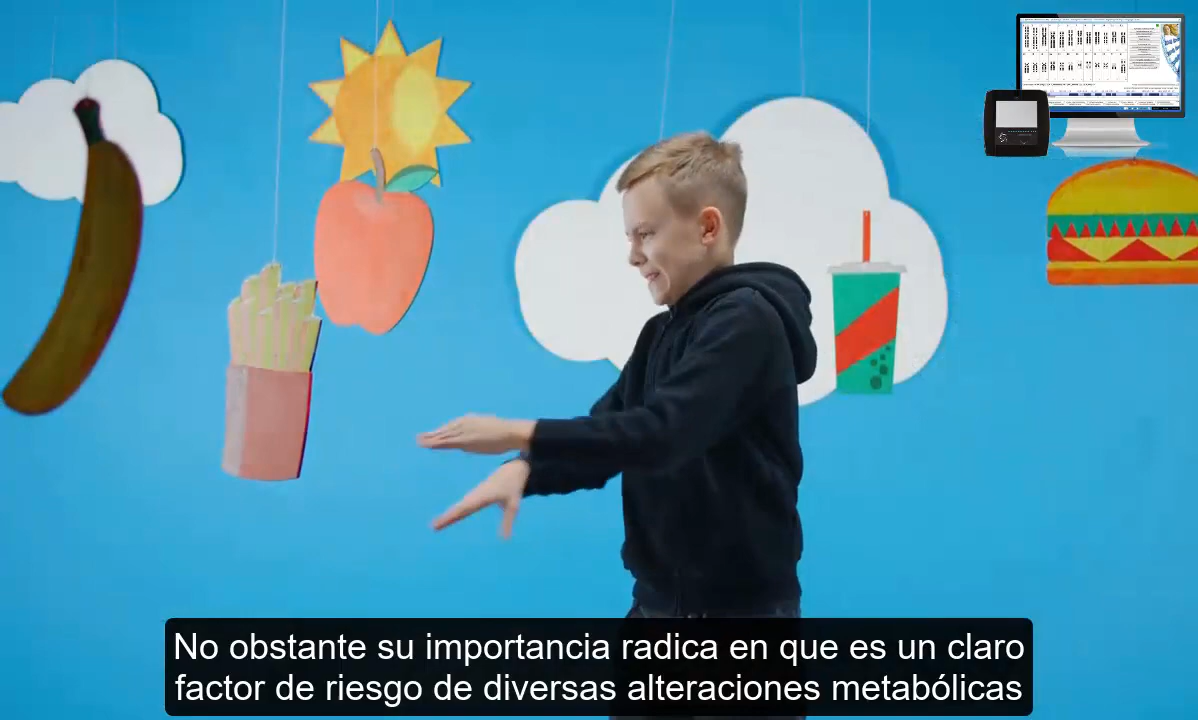 No obstante su importancia radica en que es un claro
factor de riesgo de diversas alteraciones metabólicas